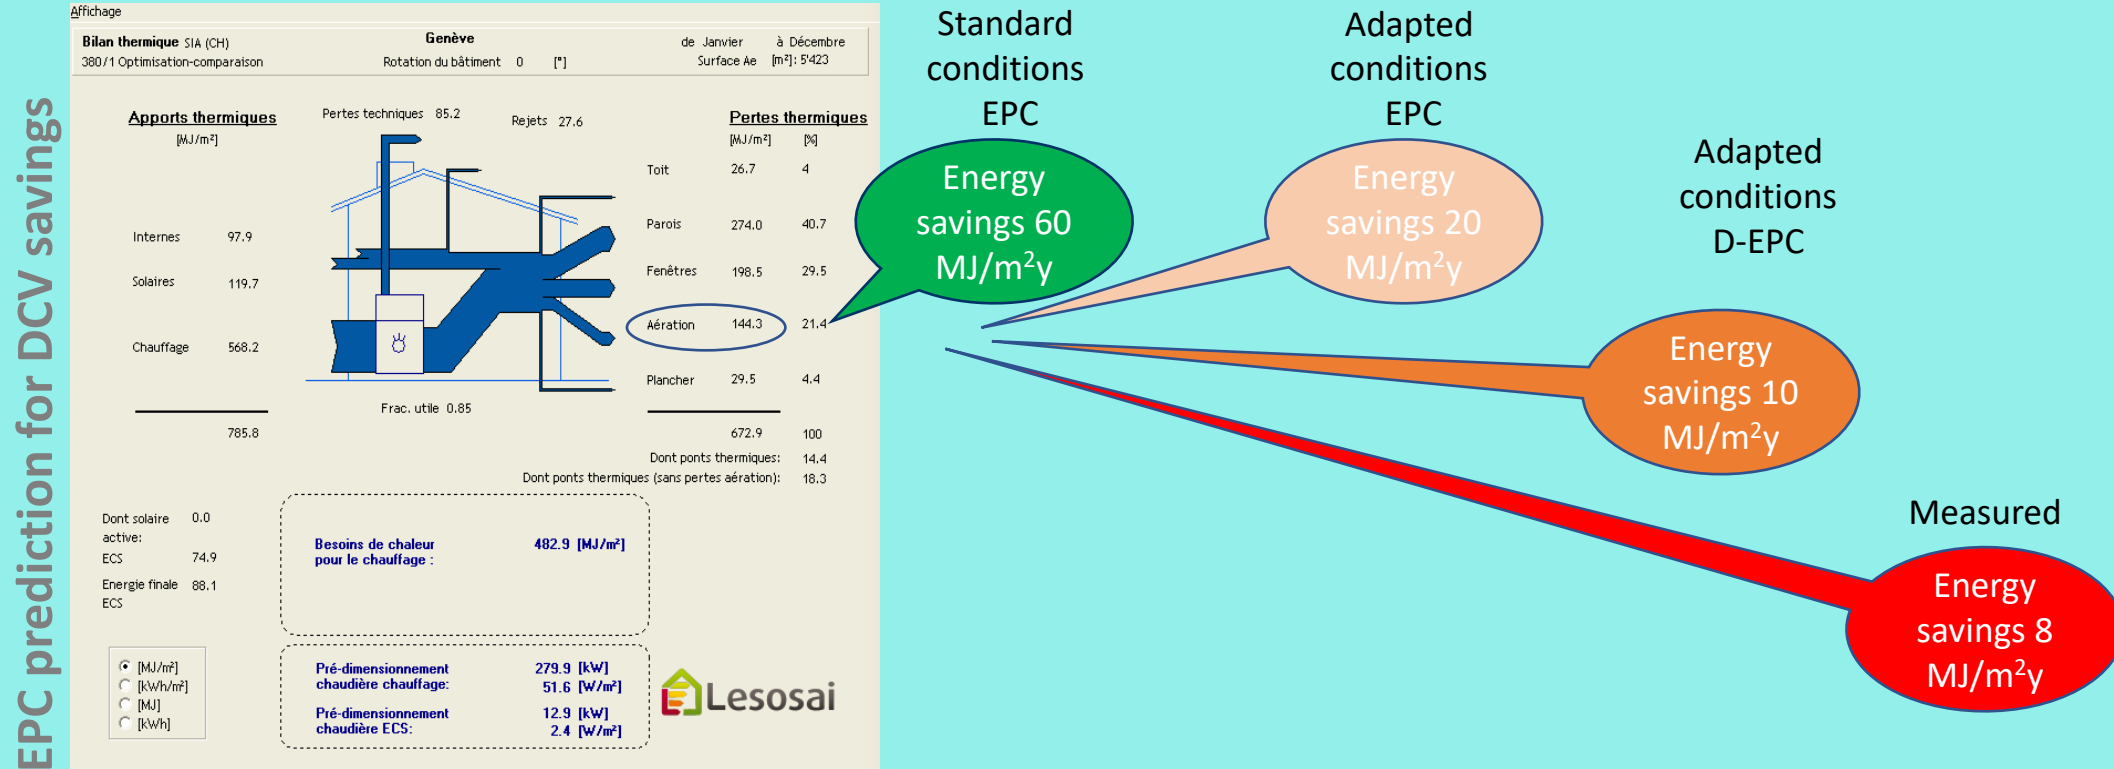 EPC prediction for DCV savings
Affichage
Bilan thermique SIA (CH)
380/1 Optimisation-comparaison
Genève
Rotation du bâtiment 0 [°]
de Janvier à Décembre
Surface Ae [m²]: 5'423
Apports thermiques
[MJ/m²]
Pertes techniques 85.2
Rejets 27.6
Pertes thermiques
[MJ/m²] [%]
Toit 26.7 4
Parois 274.0 40.7
Internes 97.9
Fenêtres 198.5 29.5
Solaires 119.7
Aération 144.3 21.4
Chauffage 568.2
Plancher 29.5 4.4
Frac. utile 0.85
785.8
672.9 100
Dont ponts thermiques: 14.4
Dont ponts thermiques (sans pertes aération): 18.3
Dont solaire 0.0
active:
ECS 74.9
Energie finale 88.1
ECS
Besoins de chaleur 482.9 [MJ/m²]
pour le chauffage :
[MJ/m²]
[kWh/m²]
[MJ]
[kWh]
Pré-dimensionnement 279.9 [kW]
chaudière chauffage: 51.6 [W/m²]
Pré-dimensionnement 12.9 [kW]
chaudière ECS: 2.4 [W/m²]
Lesosai
Standard
conditions
EPC
Energy
savings 60
MJ/m²y
Adapted
conditions
EPC
Energy
savings 20
MJ/m²y
Adapted
conditions
D-EPC
Energy
savings 10
MJ/m²y
Measured
Energy
savings 8
MJ/m²y